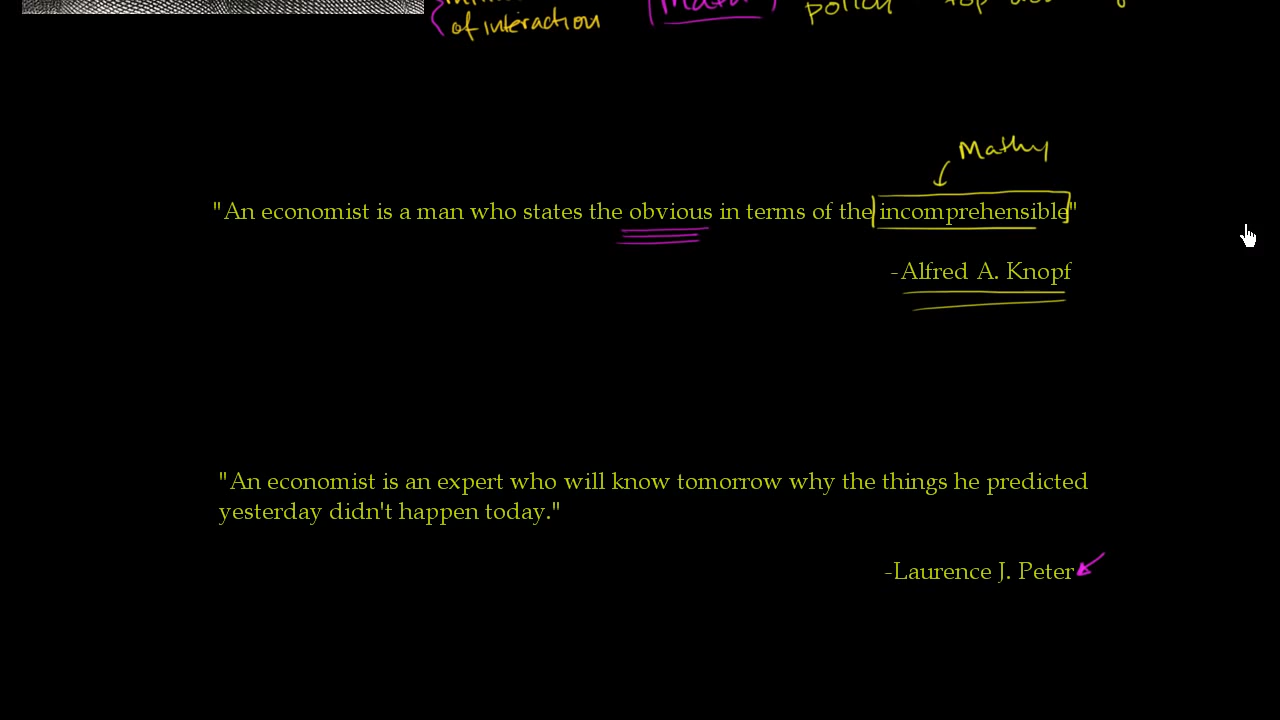 of interaction
policy
Mathy
"An economist is a man who states the obvious in terms of the incomprehensible"
-Alfred A. Knopf
"An economist is an expert who will know tomorrow why the things he predicted
yesterday didn't happen today."
-Laurence J. Peter